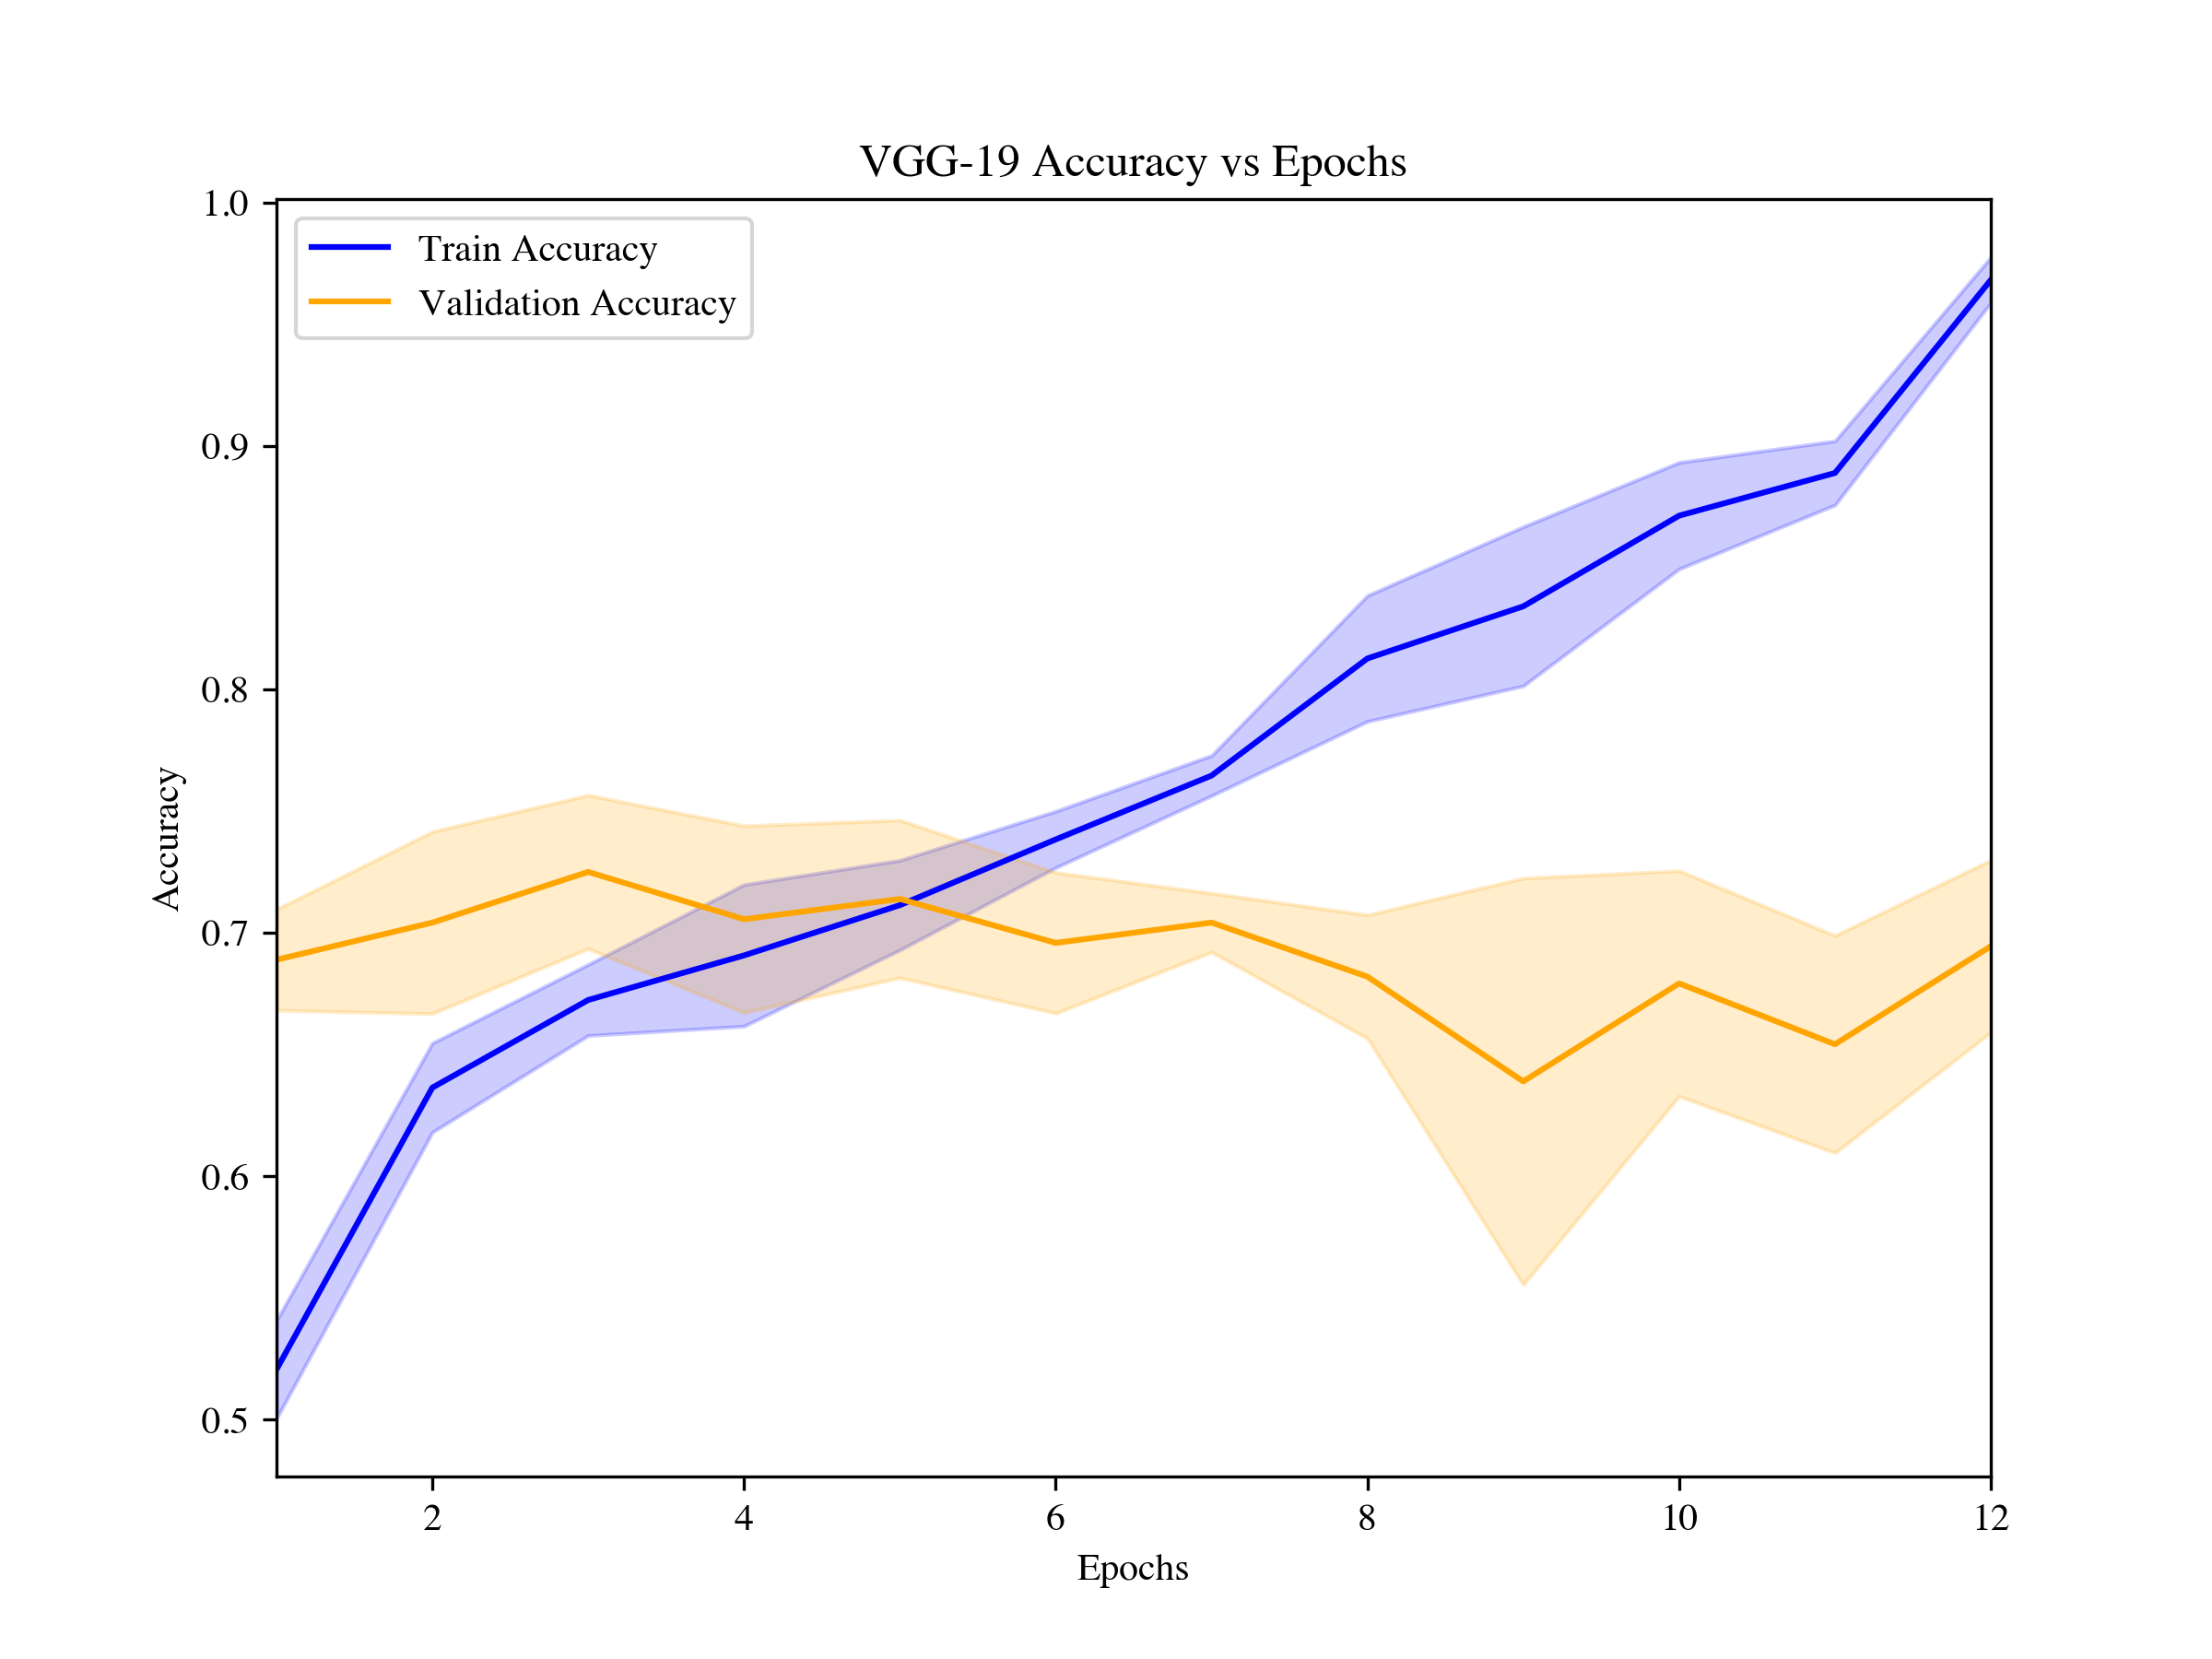 VGG-19 Accuracy vs Epochs
Train Accuracy
Validation Accuracy
1.0
0.9
0.8
0.7
0.6
0.5
Accuracy
2 4 6 8 10 12
Epochs